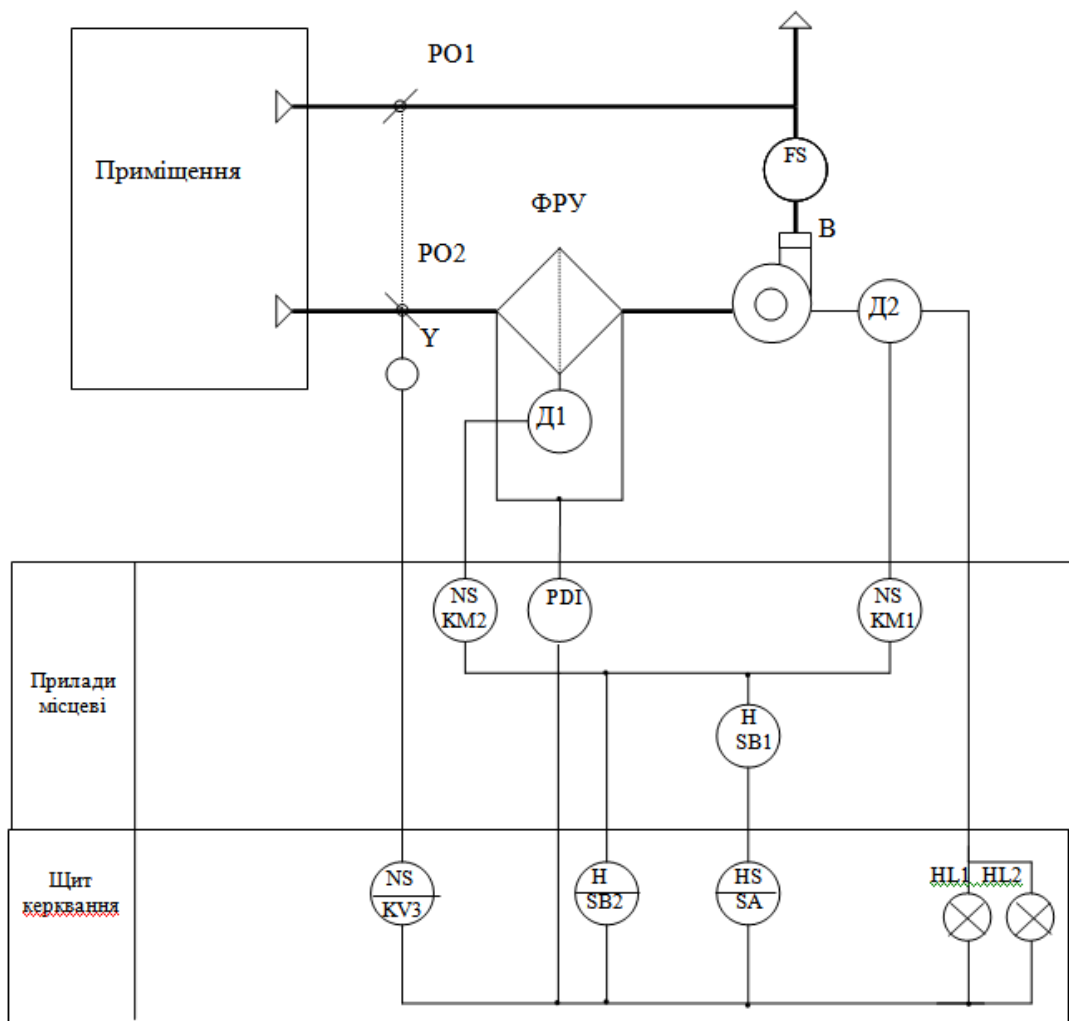 РО1
FS
Приміщення
ФРУ
В
РО2
Д2
Y
Д1
NS
KM2
PDI
NS
KM1
Прилади
місцеві
H
SB1
Щит
керквання
NS
KV3
H
SB2
HS
SA
HL1 HL2